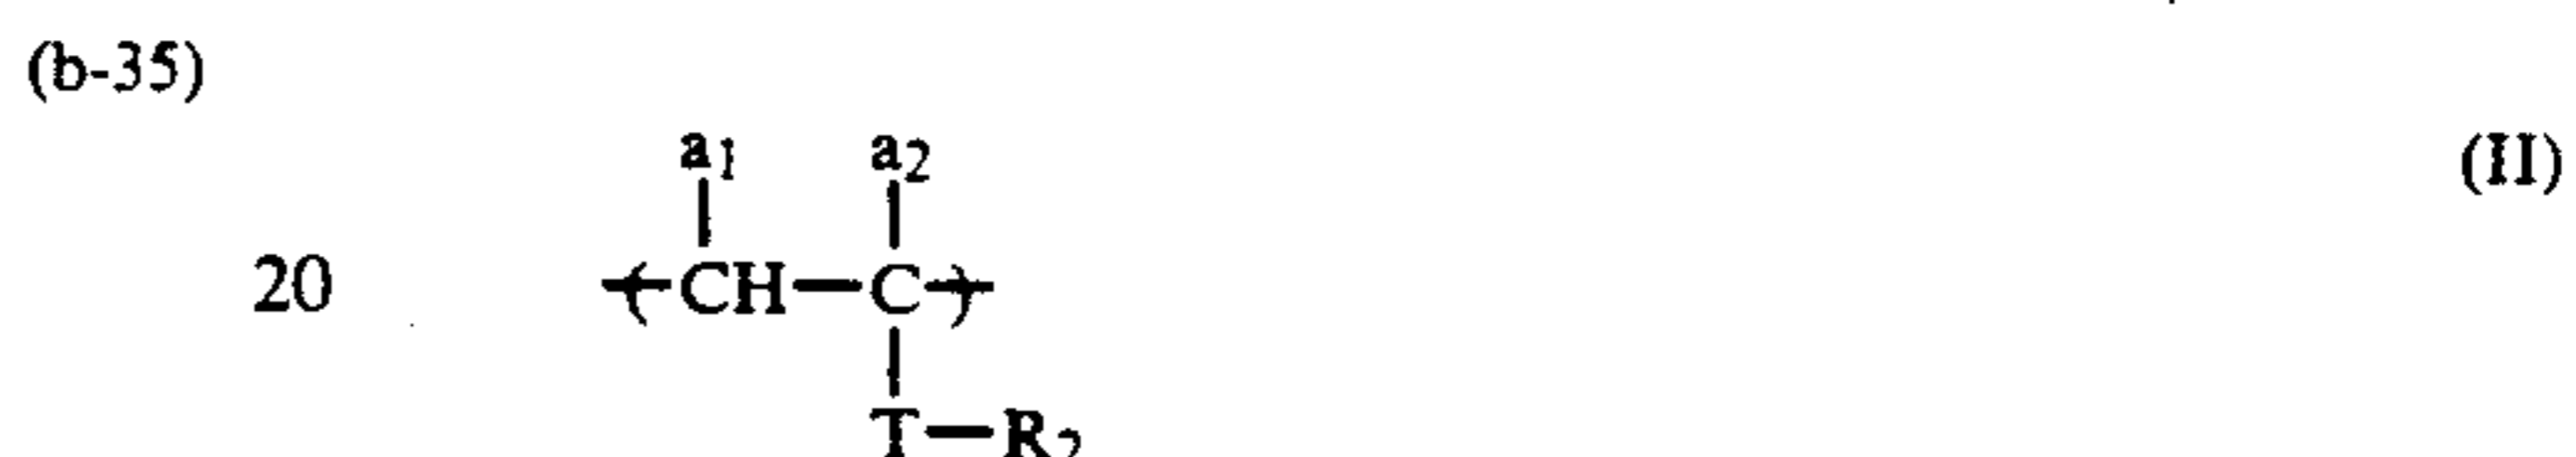 (b-35)
a1 a2 (II)
20 (CH—C)
T—R2